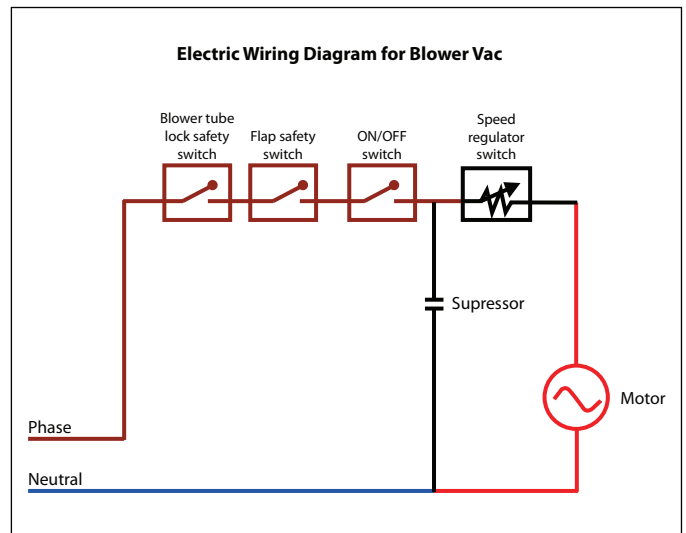 Electric Wiring Diagram for Blower Vac
Blower tube
lock safety
switch
Flap safety
switch
ON/OFF
switch
Speed
regulator
switch
Supressor
Motor
Phase
Neutral